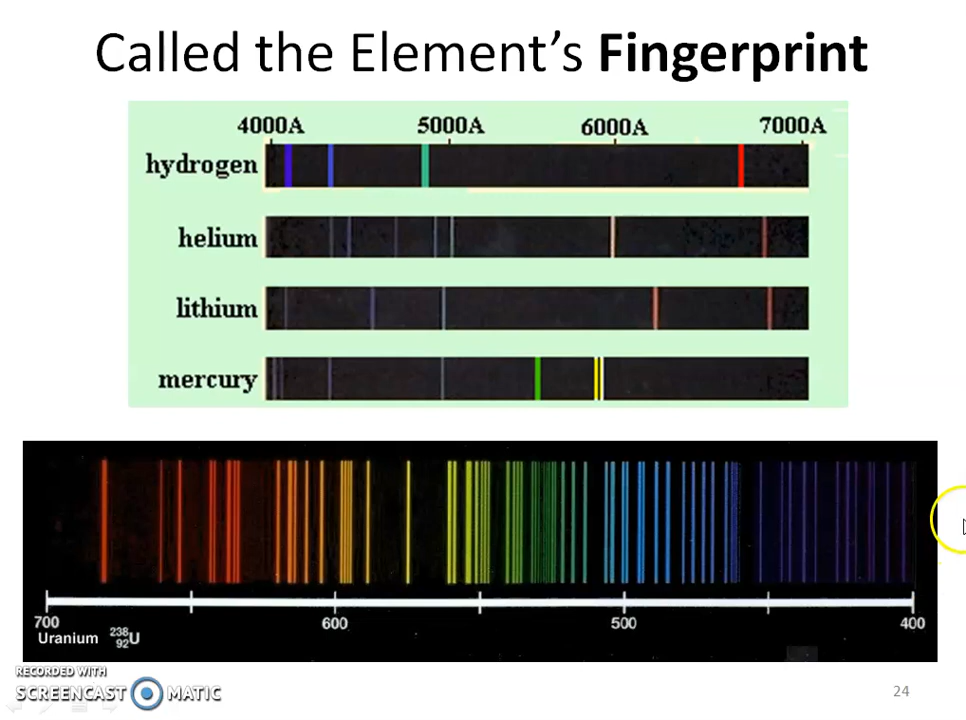 Called the Element's Fingerprint
4000A 5000A 6000A 7000A
hydrogen
helium
lithium
mercury
700 600 500 400
Uranium 238 92 U
RECORDED WITH
SCREENCAST MATIC
24